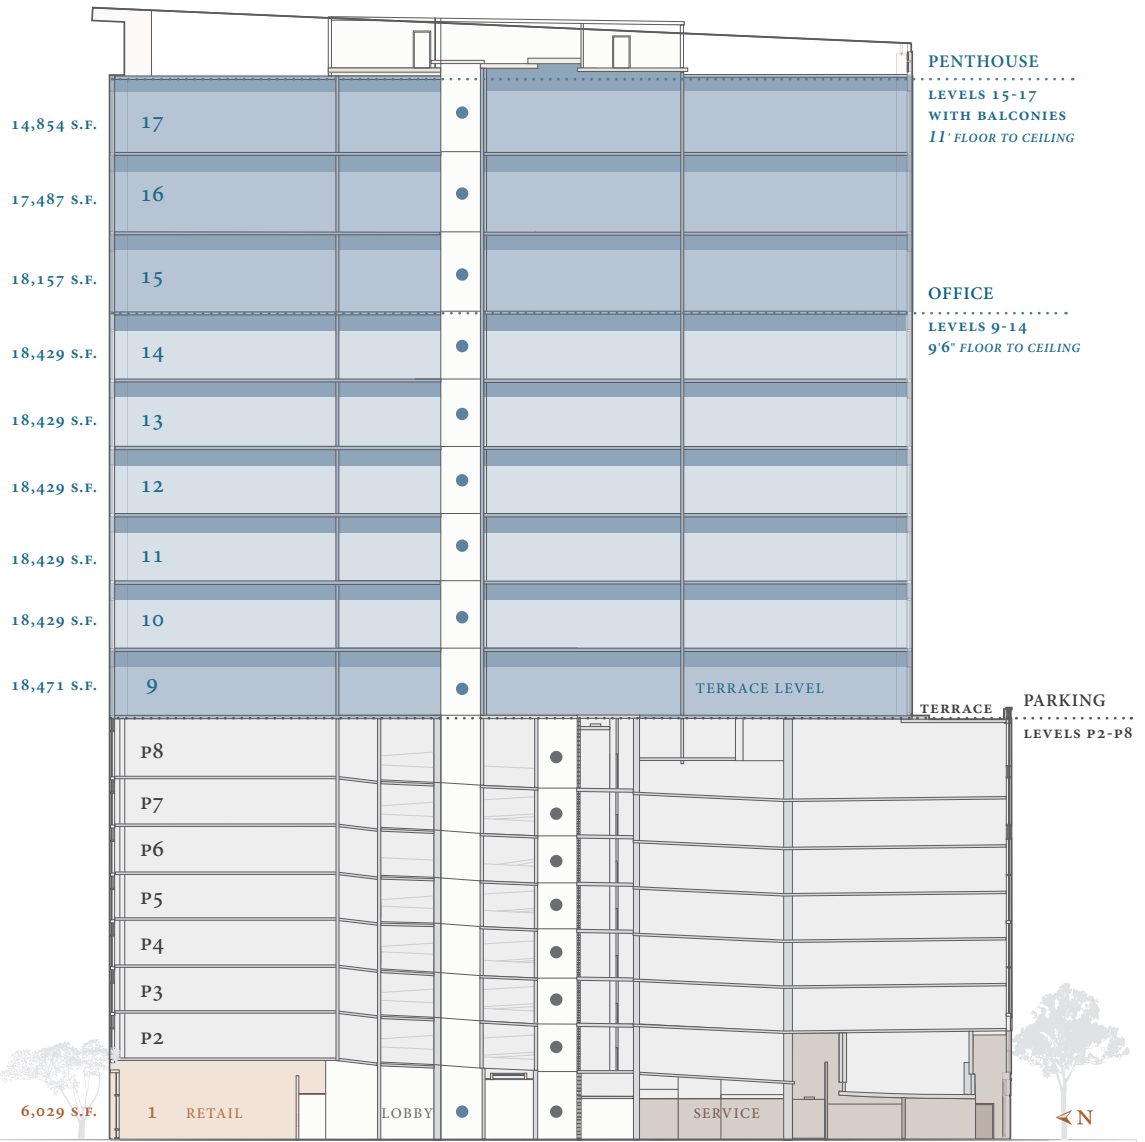 PENTHOUSE
LEVELS 15-17
WITH BALCONIES
11' FLOOR TO CEILING
14,854 S.F. 17
17,487 S.F. 16
18,157 S.F. 15
OFFICE
LEVELS 9-14
9'6" FLOOR TO CEILING
18,429 S.F. 14
18,429 S.F. 13
18,429 S.F. 12
18,429 S.F. 11
18,429 S.F. 10
18,471 S.F. 9 TERRACE LEVEL
TERRACE
PARKING
LEVELS P2-P8
P8
P7
P6
P5
P4
P3
P2
6,029 S.F. 1 RETAIL LOBBY SERVICE N